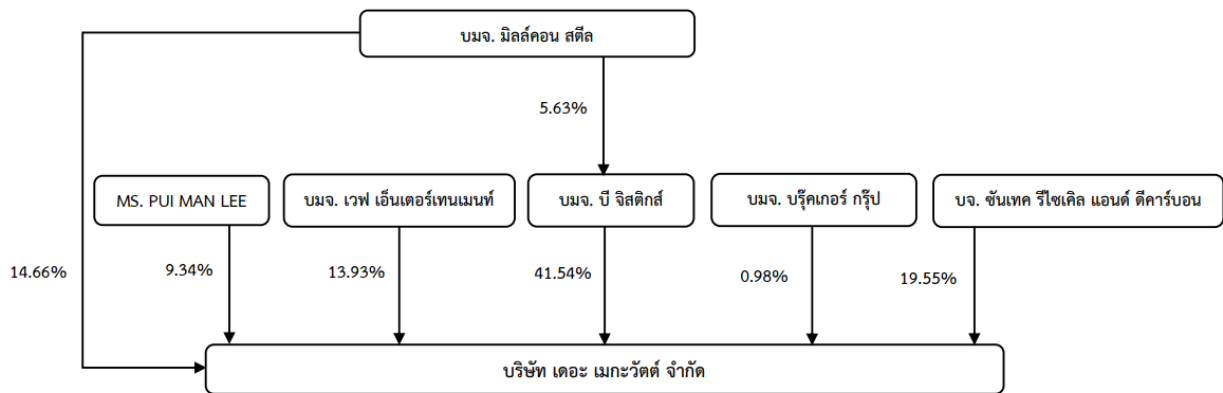 บมจ. มิลล์คอน สตีล
5.63%
MS. PUI MAN LEE
บมจ. เวฟ เอ็นเตอร์เทนเมนท์
บมจ. บี จิสติกส์
บมจ. บรุ๊คเกอร์ กรุ๊ป
บจ. ซันเทค รีไซเคิล แอนด์ ดีคาร์บอน
14.66%
9.34%
13.93%
41.54%
0.98%
19.55%
บริษัท เดอะ เมกะวัตต์ จำกัด